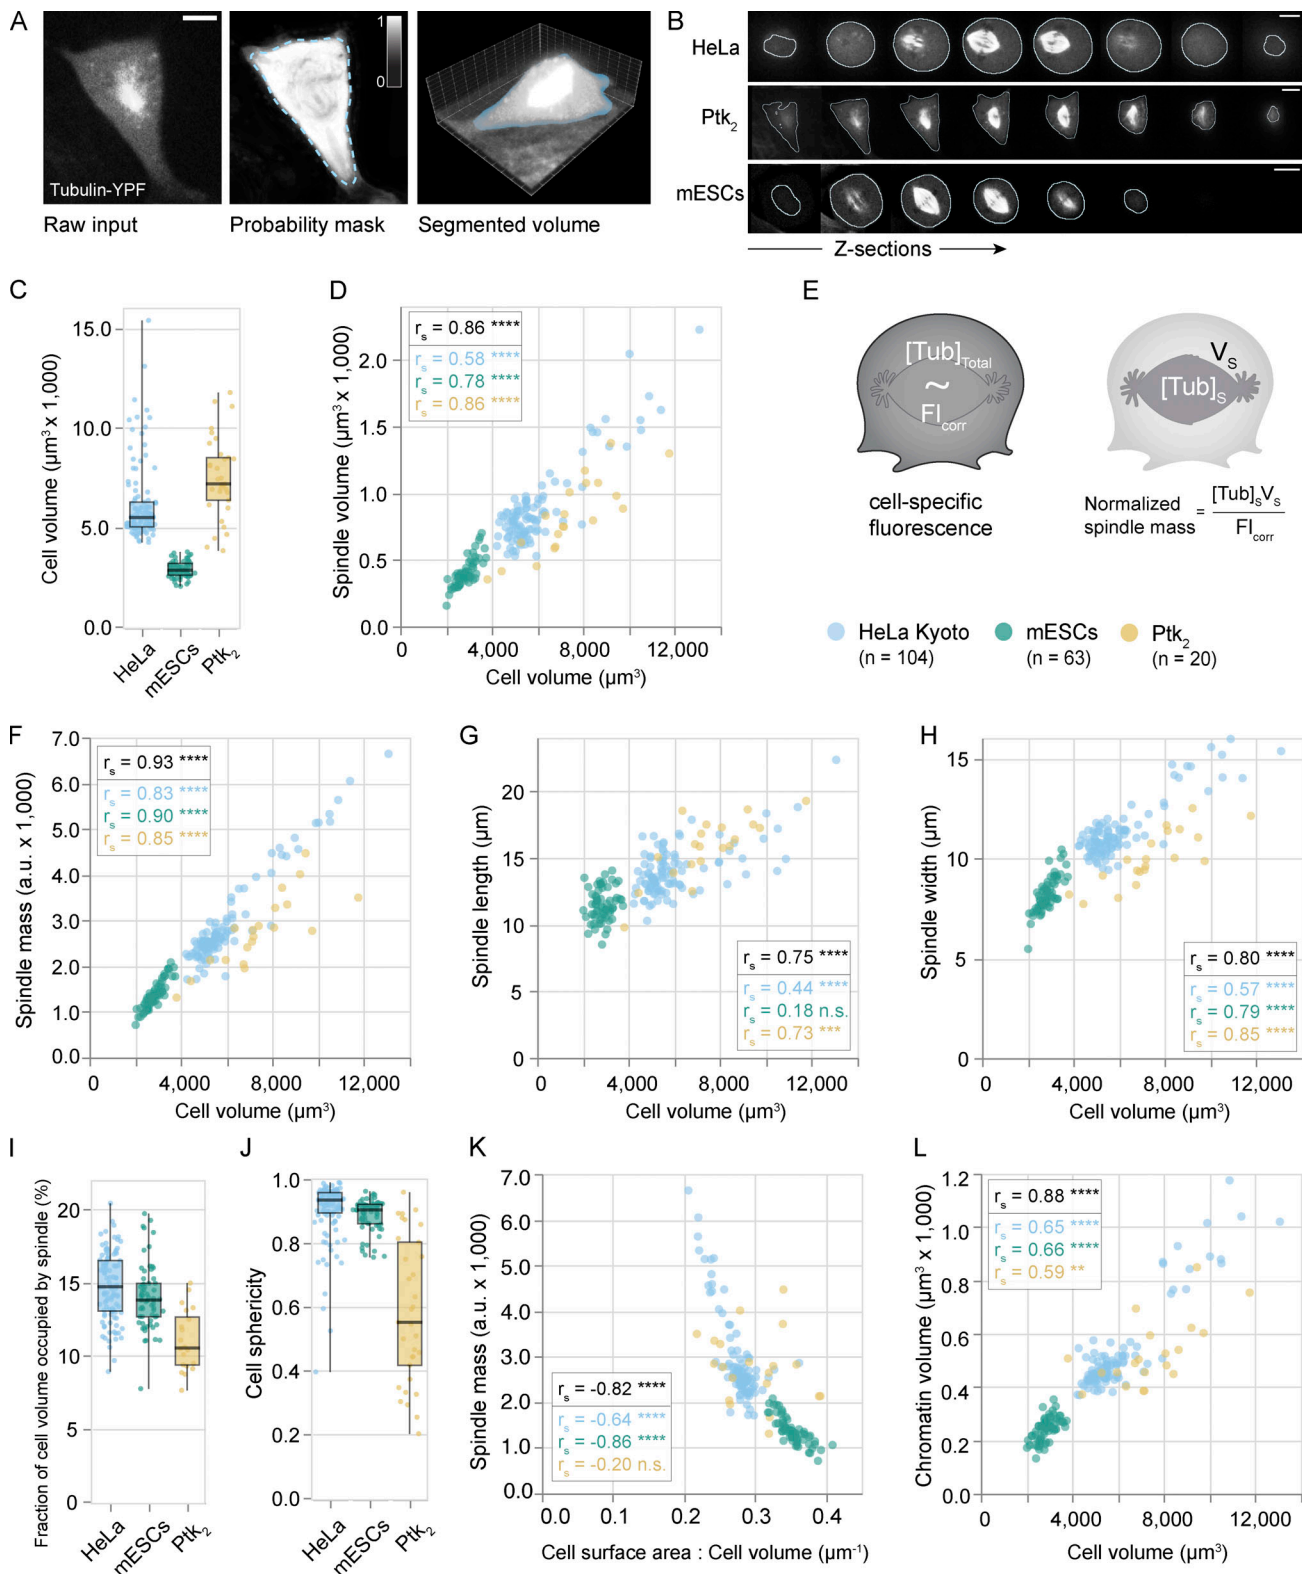 A
1
0
Tubulin-YPF
Raw input
Probability mask
Segmented volume
B
HeLa
Ptk2
mESCs
Z-sections
C
Cell volume (µm³ x 1,000)
15.0
10.0
5.0
0.0
HeLa
mESCs
Ptk2
D
Spindle volume (µm³ x 1,000)
2.0
1.5
1.0
0.5
0.0
rs = 0.86 ****
rs = 0.58 ****
rs = 0.78 ****
rs = 0.86 ****
0 4,000 8,000 12,000
Cell volume (µm³)
E
[Tub]Total
~
FIcorr
cell-specific
fluorescence
VS
[Tub]S
Normalized
spindle mass = [Tub]SVS
FIcorr
HeLa Kyoto
(n = 104)
mESCs
(n = 63)
Ptk2
(n = 20)
F
Spindle mass (a.u. x 1,000)
7.0
6.0
5.0
4.0
3.0
2.0
1.0
0.0
rs = 0.93 ****
rs = 0.83 ****
rs = 0.90 ****
rs = 0.85 ****
0 4,000 8,000 12,000
Cell volume (µm³)
G
Spindle length (µm)
20
15
10
5
0
rs = 0.75 ****
rs = 0.44 ****
rs = 0.18 n.s.
rs = 0.73 ***
0 4,000 8,000 12,000
Cell volume (µm³)
H
Spindle width (µm)
15
10
5
0
rs = 0.80 ****
rs = 0.57 ****
rs = 0.79 ****
rs = 0.85 ****
0 4,000 8,000 12,000
Cell volume (µm³)
I
Fraction of cell volume occupied by spindle (%)
20
15
10
5
0
HeLa
mESCs
Ptk2
J
Cell sphericity
1.0
0.8
0.6
0.4
0.2
0.0
HeLa
mESCs
Ptk2
K
Spindle mass (a.u. x 1,000)
7.0
6.0
5.0
4.0
3.0
2.0
1.0
0.0
rs = -0.82 ****
rs = -0.64 ****
rs = -0.86 ****
rs = -0.20 n.s.
0.0 0.1 0.2 0.3 0.4
Cell surface area : Cell volume (µm⁻¹)
L
Chromatin volume (µm³ x 1,000)
1.2
1.0
0.8
0.6
0.4
0.2
0.0
rs = 0.88 ****
rs = 0.65 ****
rs = 0.66 ****
rs = 0.59 **
0 4,000 8,000 12,000
Cell volume (µm³)